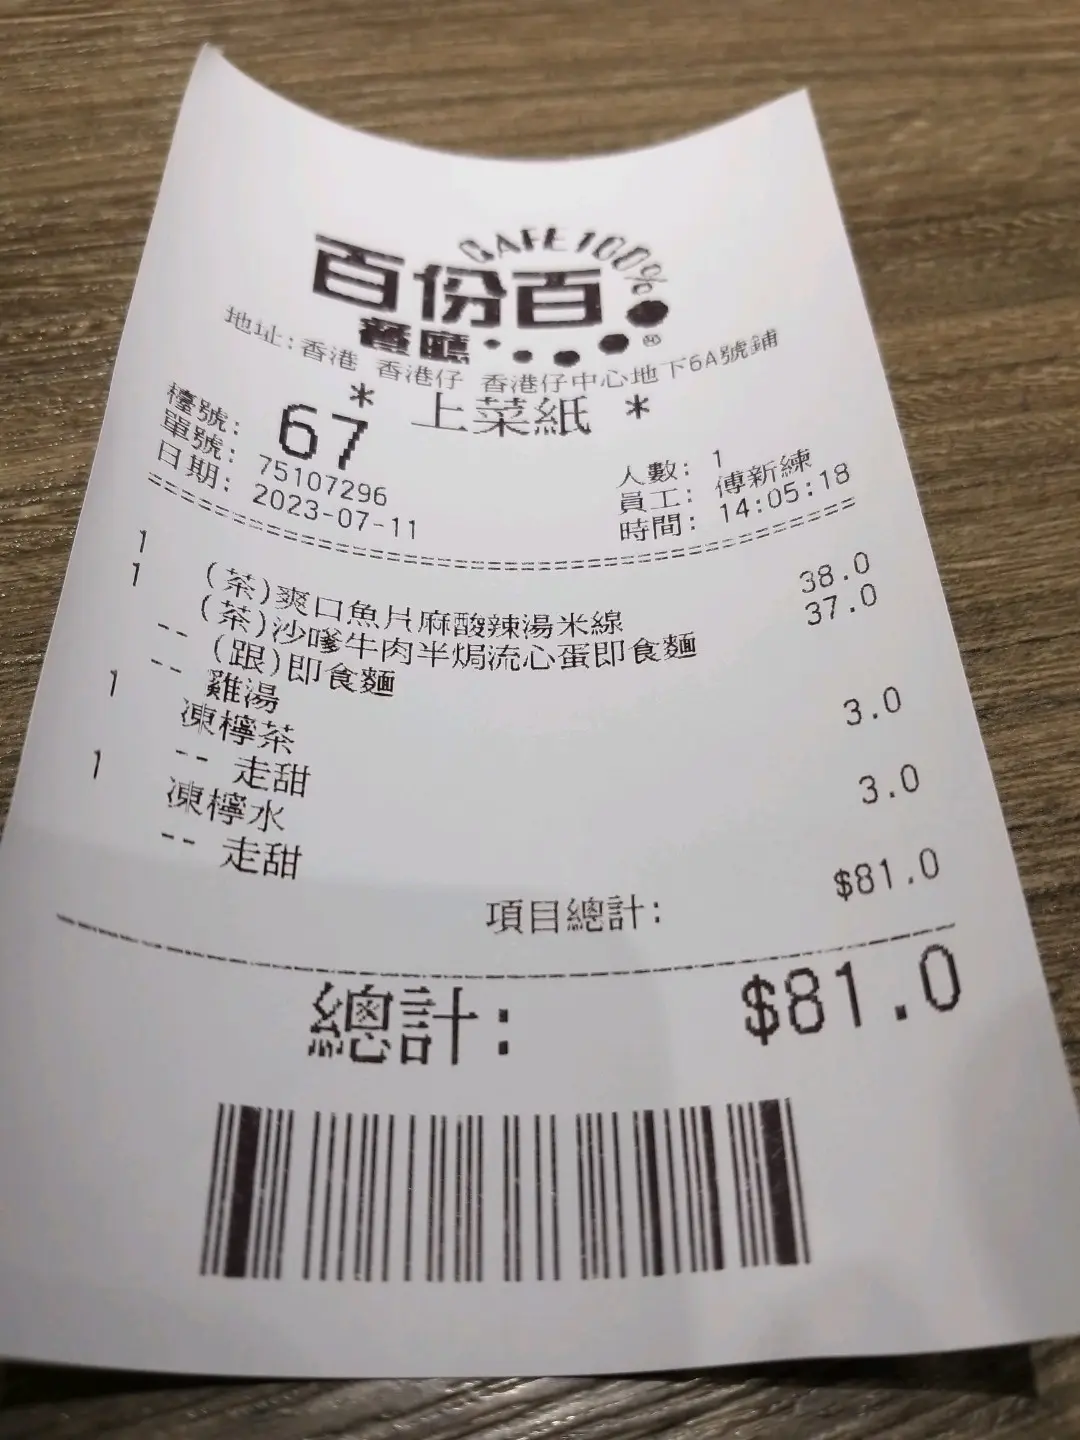 CAFE 100%
百份百
餐廳 ®
地址:香港 香港仔 香港仔中心地下6A號鋪
* 上菜紙 *
檯號: 67 人數: 1
單號: 75107296 員工: 傅新練
日期: 2023-07-11 時間: 14:05:18
1 (茶)爽口魚片麻酸辣湯米線 38.0
1 (茶)沙嗲牛肉半焗流心蛋即食麵 37.0
-- (跟)即食麵
-- 雞湯
1 凍檸茶 3.0
-- 走甜
1 凍檸水 3.0
-- 走甜
項目總計: $81.0
總計: $81.0